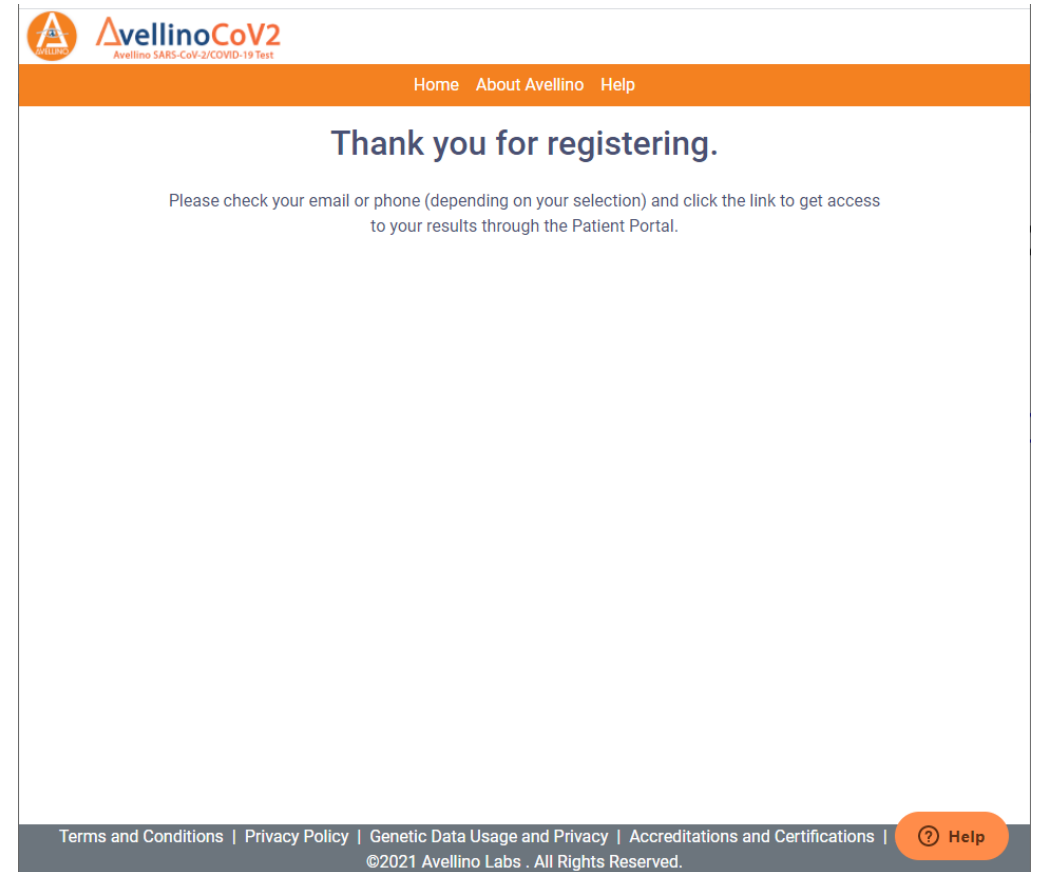 AVELLINO
AvellinoCoV2
Avellino SARS-CoV-2/COVID-19 Test
Home About Avellino Help
Thank you for registering.
Please check your email or phone (depending on your selection) and click the link to get access
to your results through the Patient Portal.
Terms and Conditions | Privacy Policy | Genetic Data Usage and Privacy | Accreditations and Certifications |
Help
©2021 Avellino Labs . All Rights Reserved.